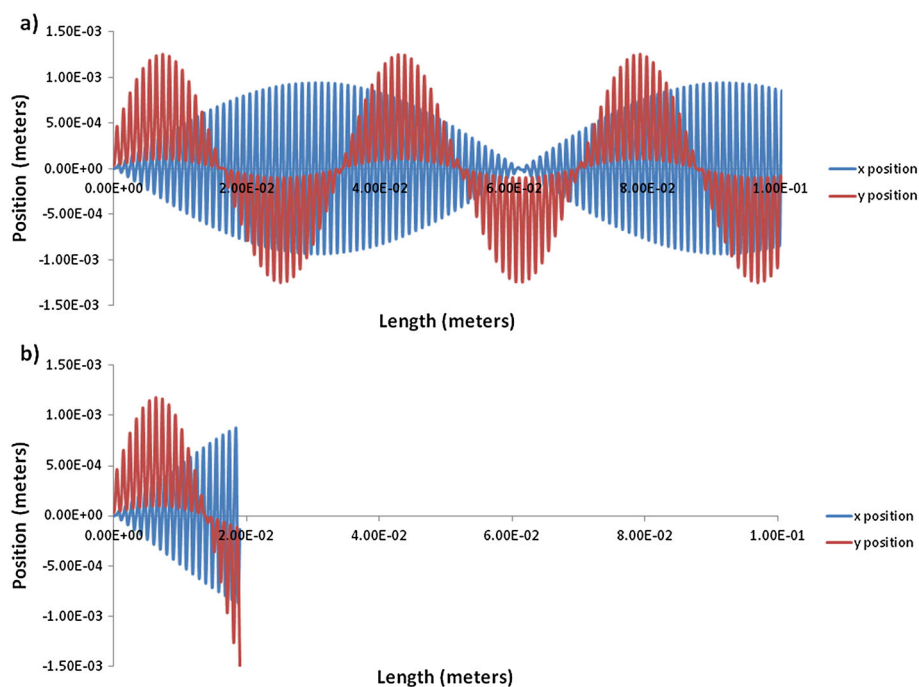 a)
1.50E-03
1.00E-03
5.00E-04
0.00E+00
-5.00E-04
-1.00E-03
-1.50E-03
0.00E+00 2.00E-02 4.00E-02 6.00E-02 8.00E-02 1.00E-01
Position (meters)
Length (meters)
x position
y position
b)
1.50E-03
1.00E-03
5.00E-04
0.00E+00
-5.00E-04
-1.00E-03
-1.50E-03
0.00E+00 2.00E-02 4.00E-02 6.00E-02 8.00E-02 1.00E-01
Position (meters)
Length (meters)
x position
y position